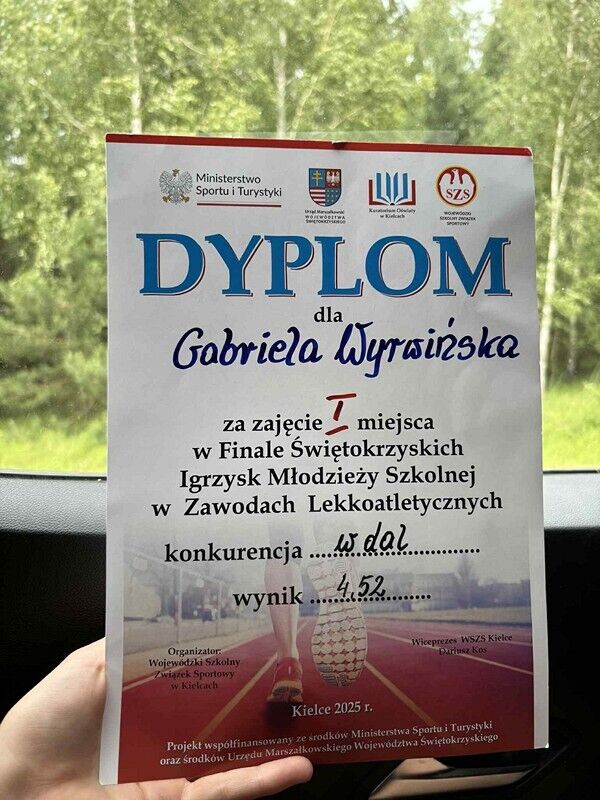 Ministerstwo
Sportu i Turystyki
Urząd Marszałkowski
WOJEWÓDZTWA
ŚWIĘTOKRZYSKIEGO
Kuratorium Oświaty
w Kielcach
SZS
WOJEWÓDZKI
SZKOLNY ZWIĄZEK
SPORTOWY
DYPLOM
dla
Gabriela Wyrwińska
za zajęcie I miejsca
w Finale Świętokrzyskich
Igrzysk Młodzieży Szkolnej
w Zawodach Lekkoatletycznych
konkurencja ..... w dal .....
wynik ..... 4,52 .....
Organizator:
Wojewódzki Szkolny
Związek Sportowy
w Kielcach
Wiceprezes WSZS Kielce
Dariusz Kos
Kielce 2025 r.
Projekt współfinansowany ze środków Ministerstwa Sportu i Turystyki
oraz środków Urzędu Marszałkowskiego Województwa Świętokrzyskiego